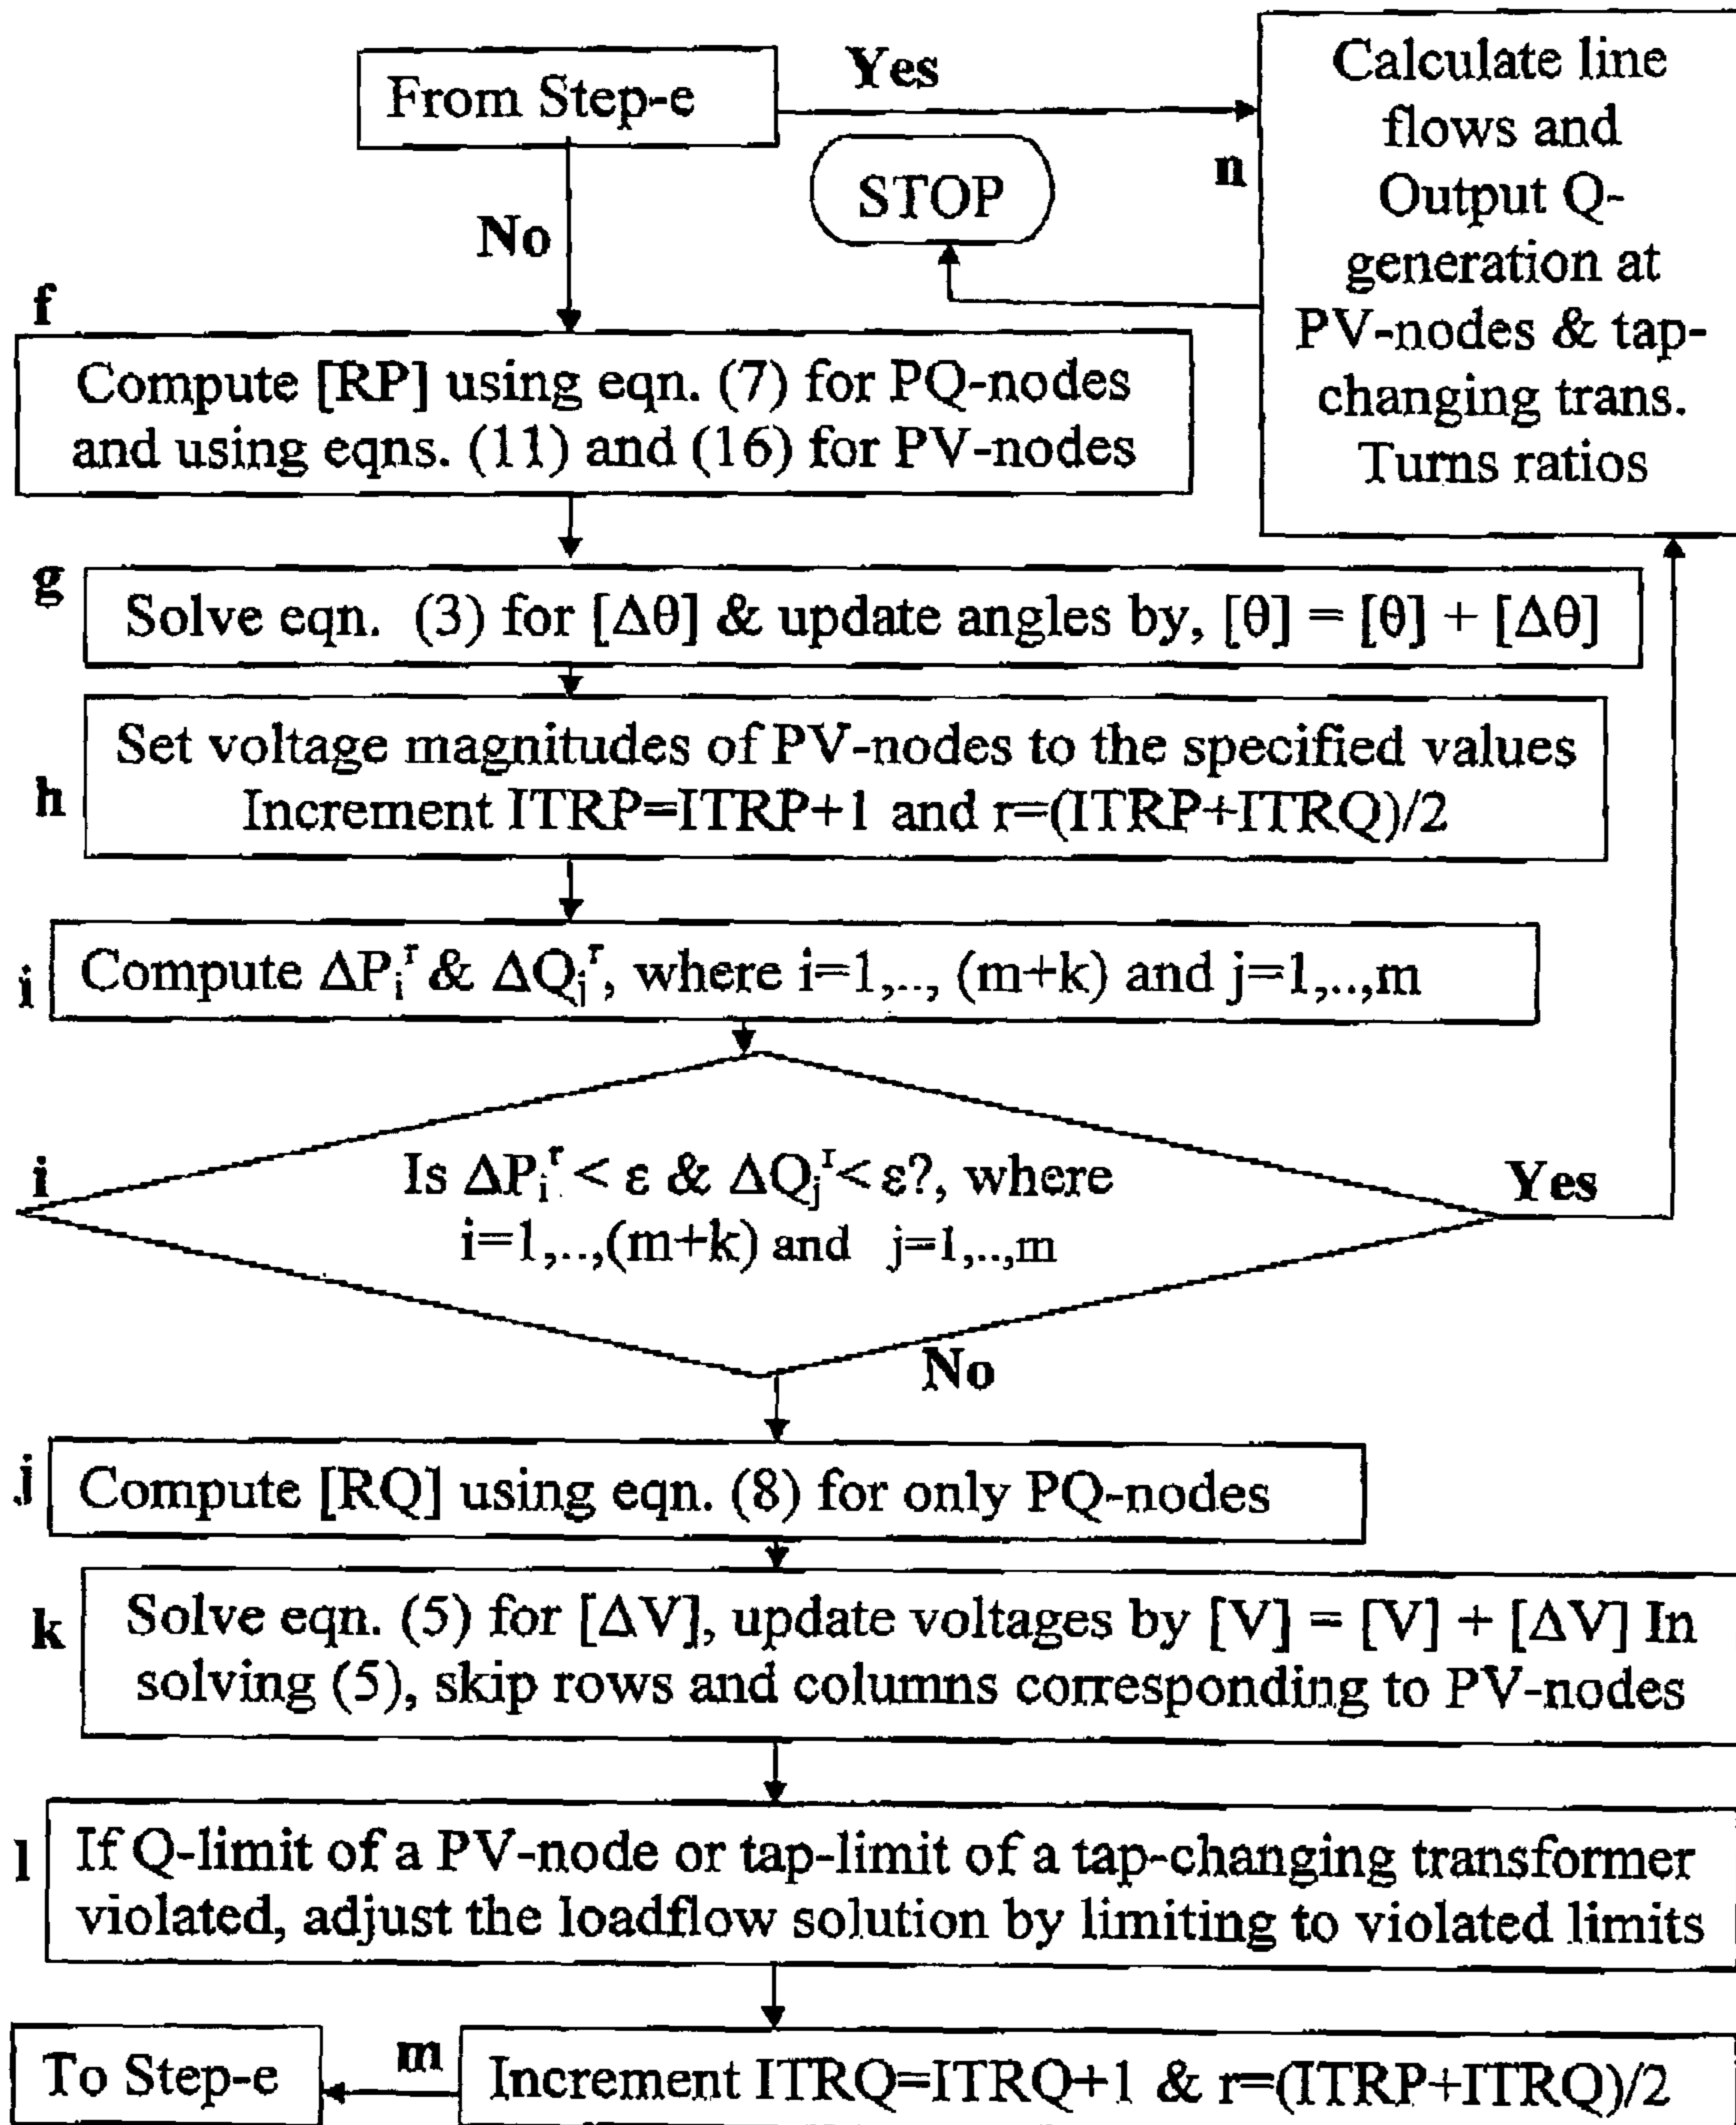 From Step-e
Yes
No
STOP
n
Calculate line
flows and
Output Q-
generation at
PV-nodes & tap-
changing trans.
Turns ratios
f
Compute [RP] using eqn. (7) for PQ-nodes
and using eqns. (11) and (16) for PV-nodes
g
Solve eqn. (3) for [Δθ] & update angles by, [θ] = [θ] + [Δθ]
h
Set voltage magnitudes of PV-nodes to the specified values
Increment ITRP=ITRP+1 and r=(ITRP+ITRQ)/2
i
Compute ΔPᵢʳ & ΔQⱼʳ, where i=1,.., (m+k) and j=1,..,m
i
Is ΔPᵢʳ < ε & ΔQⱼʳ < ε?, where
i=1,..,(m+k) and j=1,..,m
Yes
No
j
Compute [RQ] using eqn. (8) for only PQ-nodes
k
Solve eqn. (5) for [ΔV], update voltages by [V] = [V] + [ΔV] In
solving (5), skip rows and columns corresponding to PV-nodes
l
If Q-limit of a PV-node or tap-limit of a tap-changing transformer
violated, adjust the loadflow solution by limiting to violated limits
To Step-e
m
Increment ITRQ=ITRQ+1 & r=(ITRP+ITRQ)/2